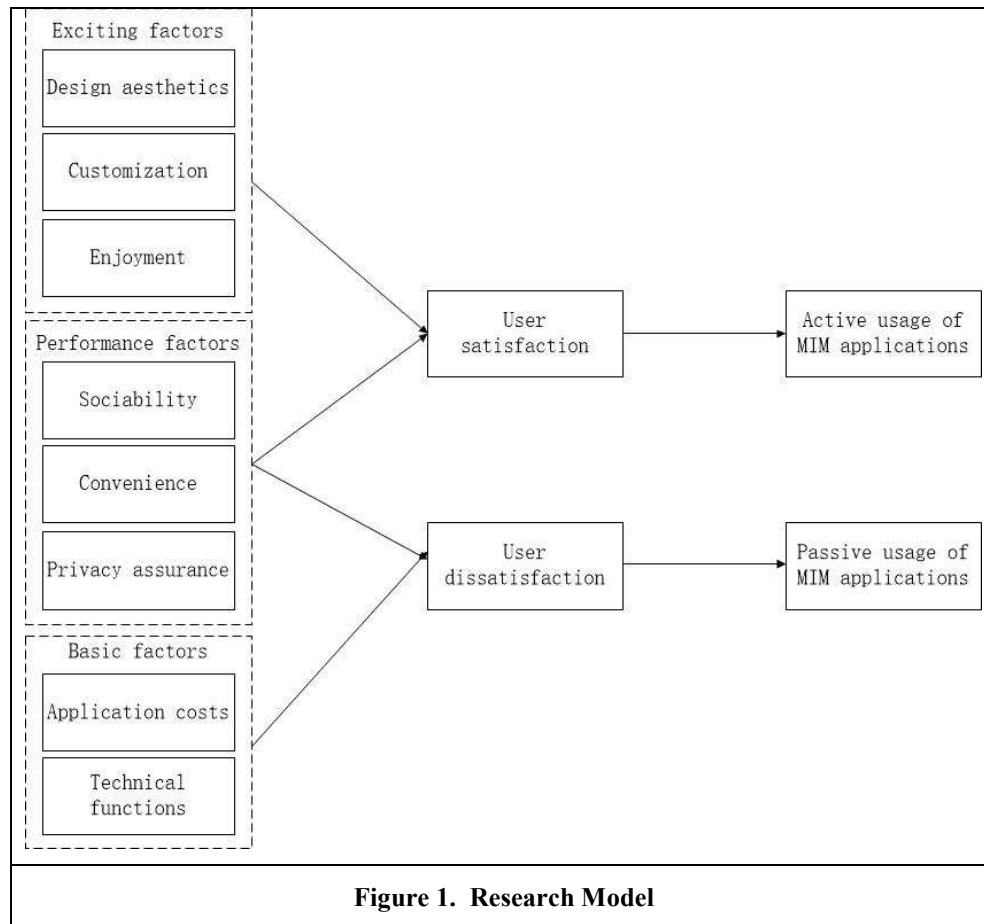 Exciting factors
Design aesthetics
Customization
Enjoyment
Performance factors
Sociability
Convenience
Privacy assurance
Basic factors
Application costs
Technical
functions
User
satisfaction
User
dissatisfaction
Active usage of
MIM applications
Passive usage of
MIM applications
Figure 1. Research Model